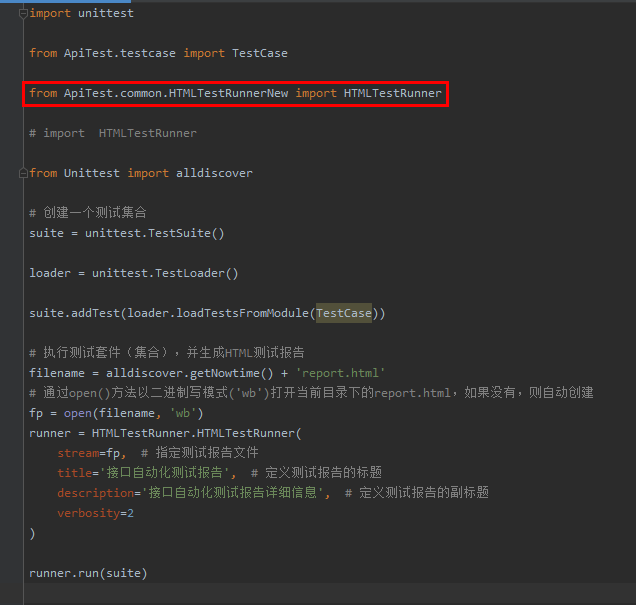 import unittest
from ApiTest.testcase import TestCase
from ApiTest.common.HTMLTestRunnerNew import HTMLTestRunner
# import  HTMLTestRunner
from Unittest import alldiscover
# 创建一个测试集合
suite = unittest.TestSuite()
loader = unittest.TestLoader()
suite.addTest(loader.loadTestsFromModule(TestCase))
# 执行测试套件（集合），并生成HTML测试报告
filename = alldiscover.getNowtime() + 'report.html'
# 通过open()方法以二进制写模式('wb')打开当前目录下的report.html，如果没有，则自动创建
fp = open(filename, 'wb')
runner = HTMLTestRunner.HTMLTestRunner(
    stream=fp,  # 指定测试报告文件
    title='接口自动化测试报告',  # 定义测试报告的标题
    description='接口自动化测试报告详细信息',  # 定义测试报告的副标题
    verbosity=2
)
runner.run(suite)